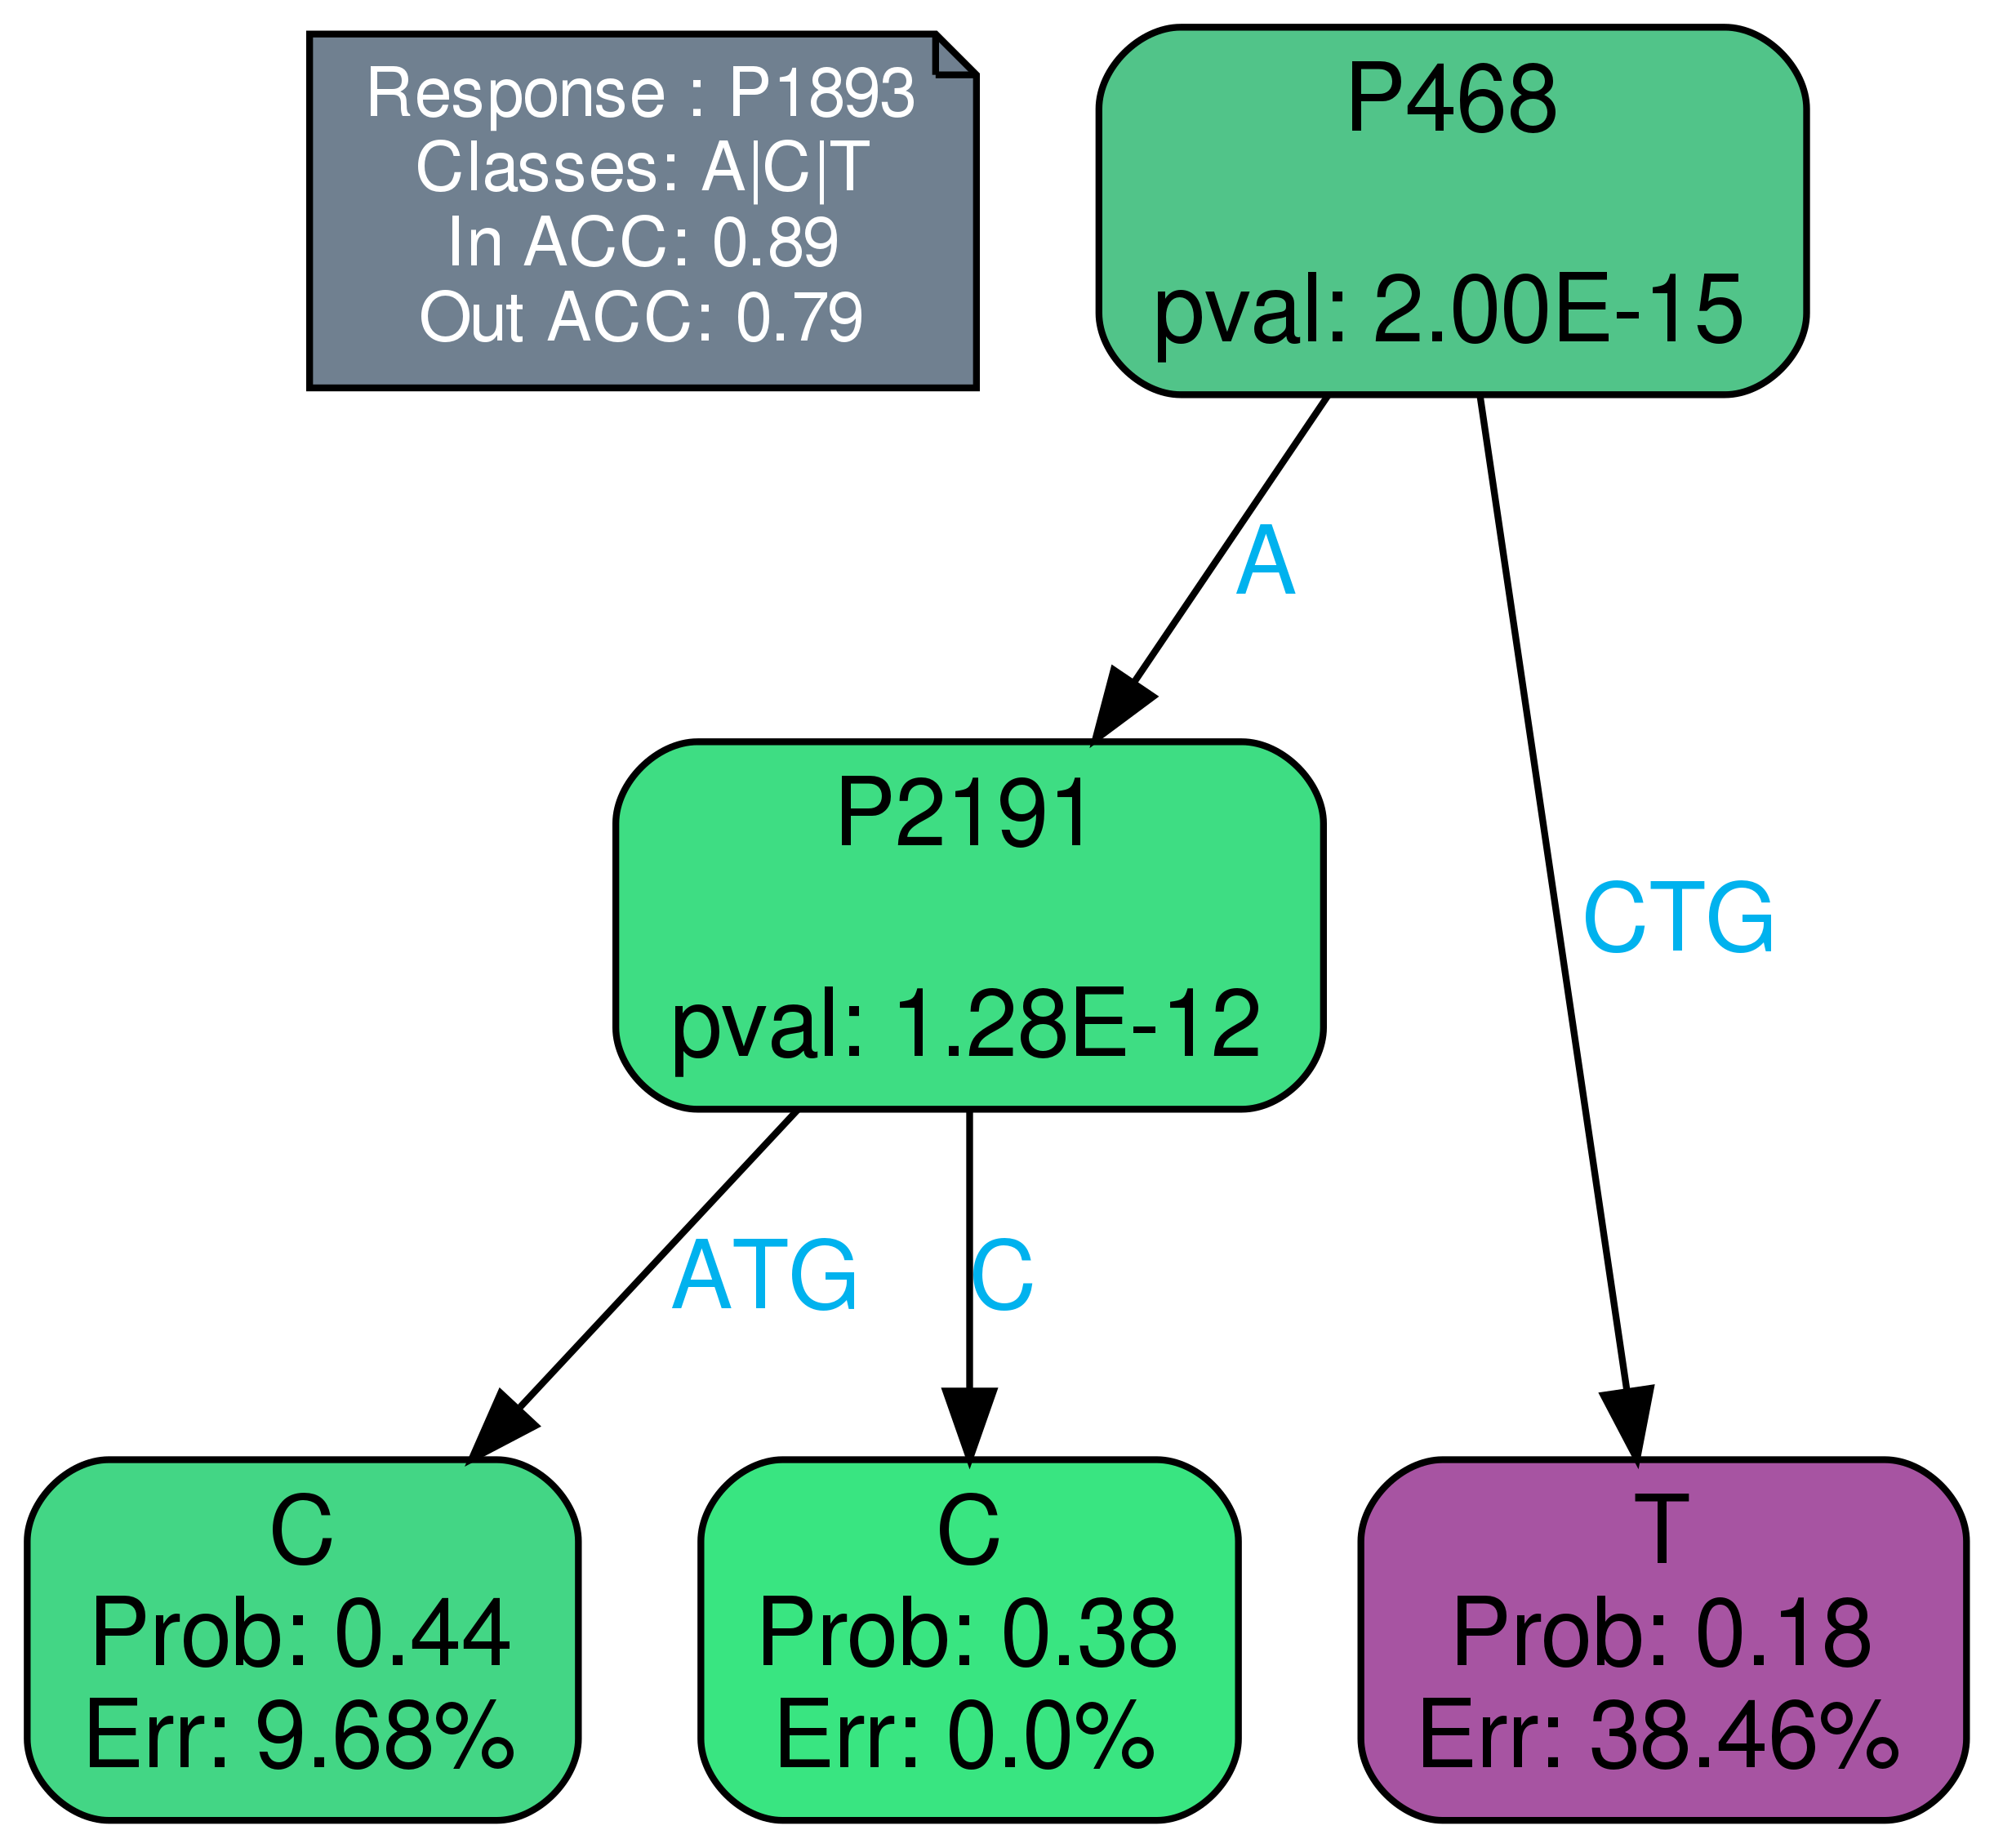 Response : P1893
Classes: A|C|T
In ACC: 0.89
Out ACC: 0.79
P468
pval: 2.00E-15
A
CTG
P2191
pval: 1.28E-12
ATG
C
C
Prob: 0.44
Err: 9.68%
C
Prob: 0.38
Err: 0.0%
T
Prob: 0.18
Err: 38.46%